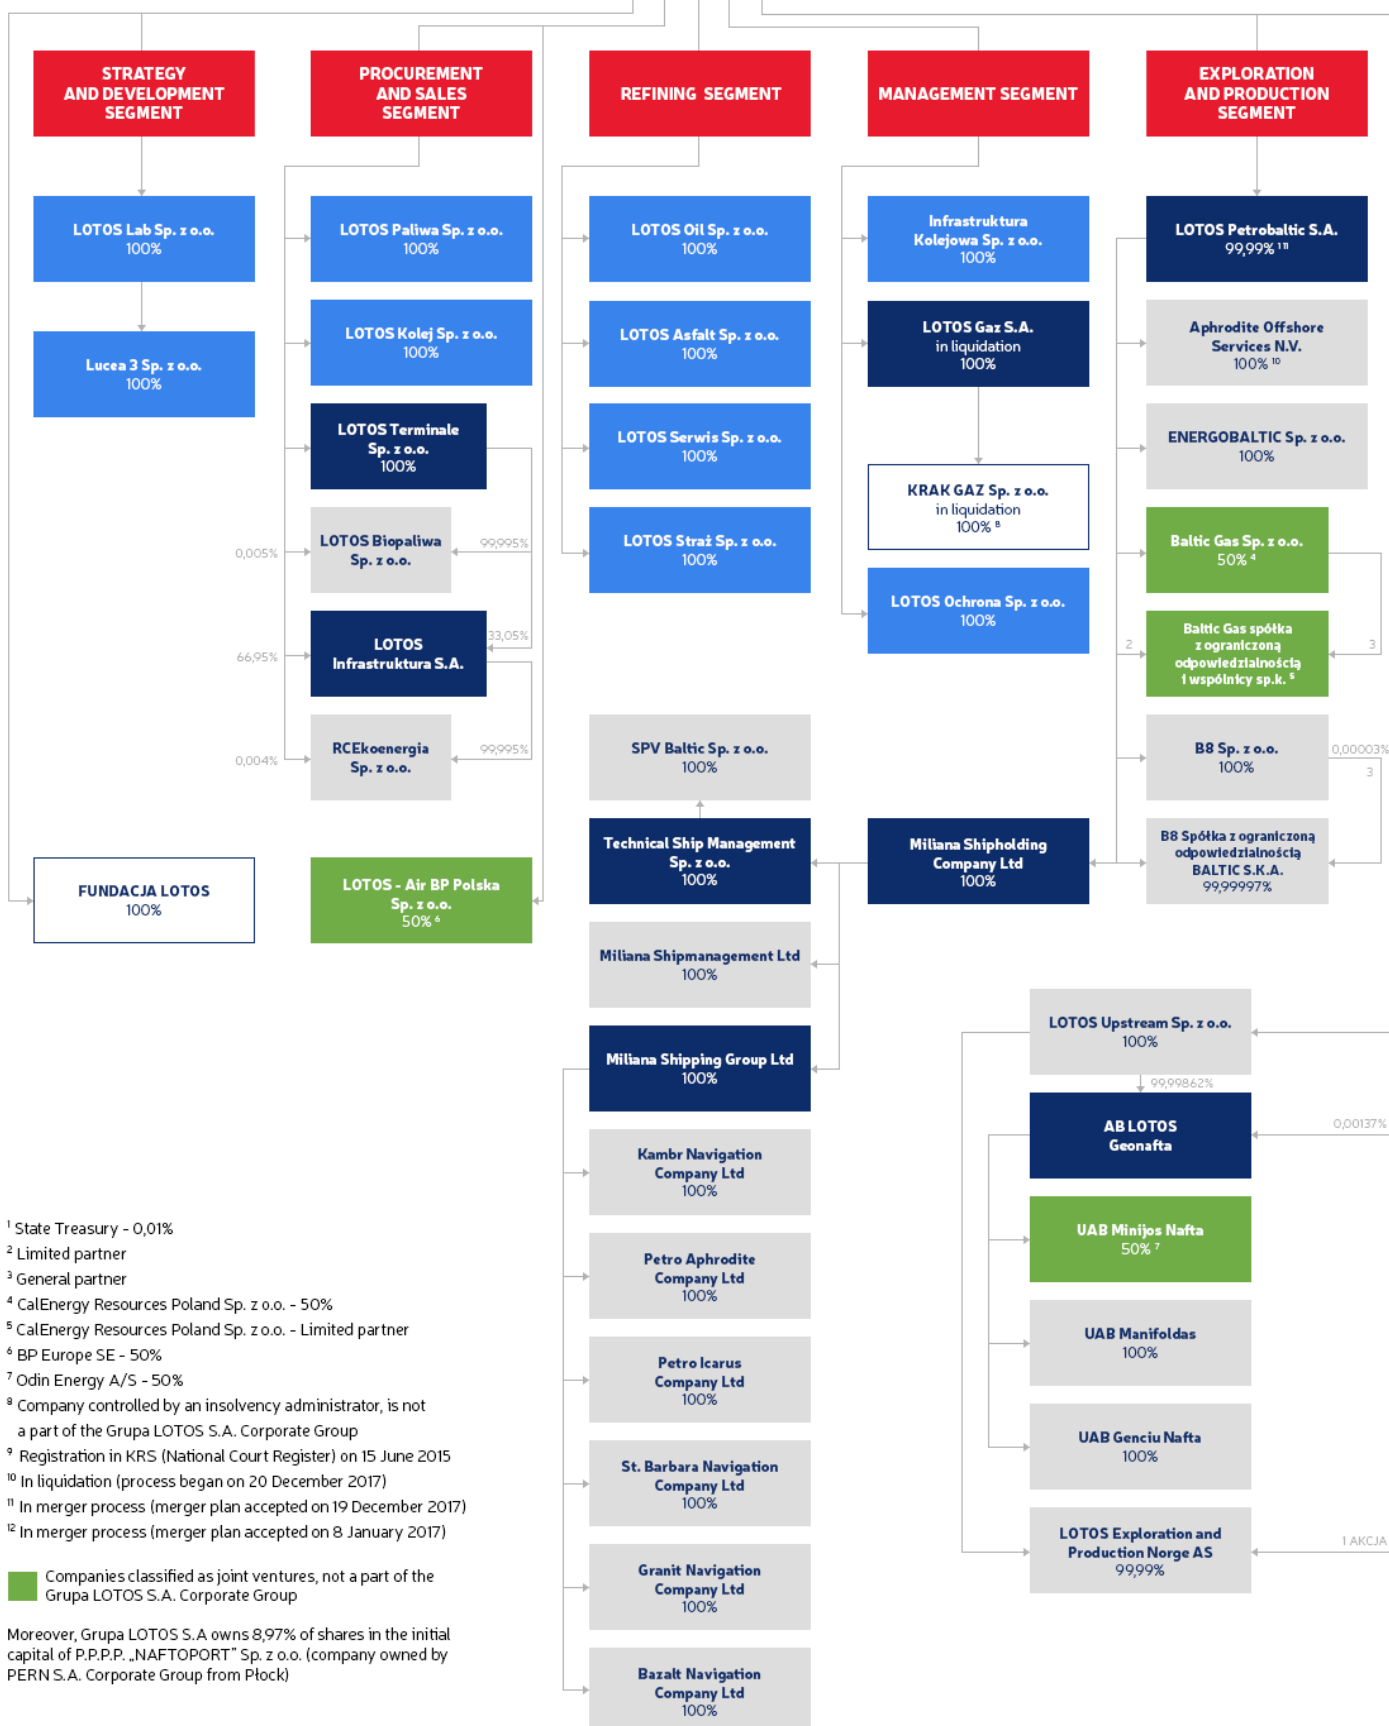 STRATEGY
AND DEVELOPMENT
SEGMENT
PROCUREMENT
AND SALES
SEGMENT
REFINING SEGMENT
MANAGEMENT SEGMENT
EXPLORATION
AND PRODUCTION
SEGMENT
LOTOS Lab Sp. z o.o.
100%
Lucea 3 Sp. z o.o.
100%
FUNDACJA LOTOS
100%
LOTOS Paliwa Sp. z o.o.
100%
LOTOS Kolej Sp. z o.o.
100%
LOTOS Terminale
Sp. z o.o.
100%
0,005%
LOTOS Biopaliwa
Sp. z o.o.
99,995%
66,95%
LOTOS
Infrastruktura S.A.
33,05%
0,004%
RCEkoenergia
Sp. z o.o.
99,995%
LOTOS - Air BP Polska
Sp. z o.o.
50% ⁶
LOTOS Oil Sp. z o.o.
100%
LOTOS Asfalt Sp. z o.o.
100%
LOTOS Serwis Sp. z o.o.
100%
LOTOS Straż Sp. z o.o.
100%
Infrastruktura
Kolejowa Sp. z o.o.
100%
LOTOS Gaz S.A.
in liquidation
100%
KRAK GAZ Sp. z o.o.
in liquidation
100% ⁸
LOTOS Ochrona Sp. z o.o.
100%
LOTOS Petrobaltic S.A.
99,99% ¹ ¹¹
Aphrodite Offshore
Services N.V.
100% ¹⁰
ENERGOBALTIC Sp. z o.o.
100%
Baltic Gas Sp. z o.o.
50% ⁴
2
Baltic Gas spółka
z ograniczoną
odpowiedzialnością
i wspólnicy sp.k. ⁵
3
B8 Sp. z o.o.
100%
0,00003%
3
B8 Spółka z ograniczoną
odpowiedzialnością
BALTIC S.K.A.
99,99997%
SPV Baltic Sp. z o.o.
100%
Technical Ship Management
Sp. z o.o.
100%
Miliana Shipholding
Company Ltd
100%
Miliana Shipmanagement Ltd
100%
Miliana Shipping Group Ltd
100%
Kambr Navigation
Company Ltd
100%
Petro Aphrodite
Company Ltd
100%
Petro Icarus
Company Ltd
100%
St. Barbara Navigation
Company Ltd
100%
Granit Navigation
Company Ltd
100%
Bazalt Navigation
Company Ltd
100%
LOTOS Upstream Sp. z o.o.
100%
99,99862%
AB LOTOS
Geonafta
0,00137%
UAB Minijos Nafta
50% ⁷
UAB Manifoldas
100%
UAB Genciu Nafta
100%
LOTOS Exploration and
Production Norge AS
99,99%
1 AKCJA
¹ State Treasury - 0,01%
² Limited partner
³ General partner
⁴ CalEnergy Resources Poland Sp. z o.o. - 50%
⁵ CalEnergy Resources Poland Sp. z o.o. - Limited partner
⁶ BP Europe SE - 50%
⁷ Odin Energy A/S - 50%
⁸ Company controlled by an insolvency administrator, is not
a part of the Grupa LOTOS S.A. Corporate Group
⁹ Registration in KRS (National Court Register) on 15 June 2015
¹⁰ In liquidation (process began on 20 December 2017)
¹¹ In merger process (merger plan accepted on 19 December 2017)
¹² In merger process (merger plan accepted on 8 January 2017)
Companies classified as joint ventures, not a part of the
Grupa LOTOS S.A. Corporate Group
Moreover, Grupa LOTOS S.A owns 8,97% of shares in the initial
capital of P.P.P.P. „NAFTOPORT" Sp. z o.o. (company owned by
PERN S.A. Corporate Group from Płock)